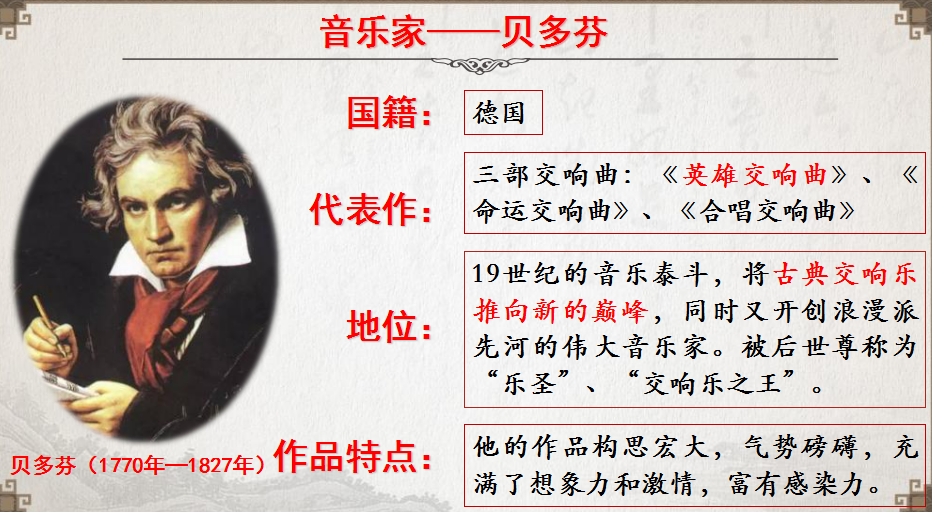 音乐家——贝多芬
国籍：
德国
代表作：
三部交响曲：《英雄交响曲》、《
命运交响曲》、《合唱交响曲》
地位：
19世纪的音乐泰斗，将古典交响乐
推向新的巅峰，同时又开创浪漫派
先河的伟大音乐家。被后世尊称为
“乐圣”、“交响乐之王”。
作品特点：
他的作品构思宏大，气势磅礴，充
满了想象力和激情，富有感染力。
贝多芬（1770年—1827年）